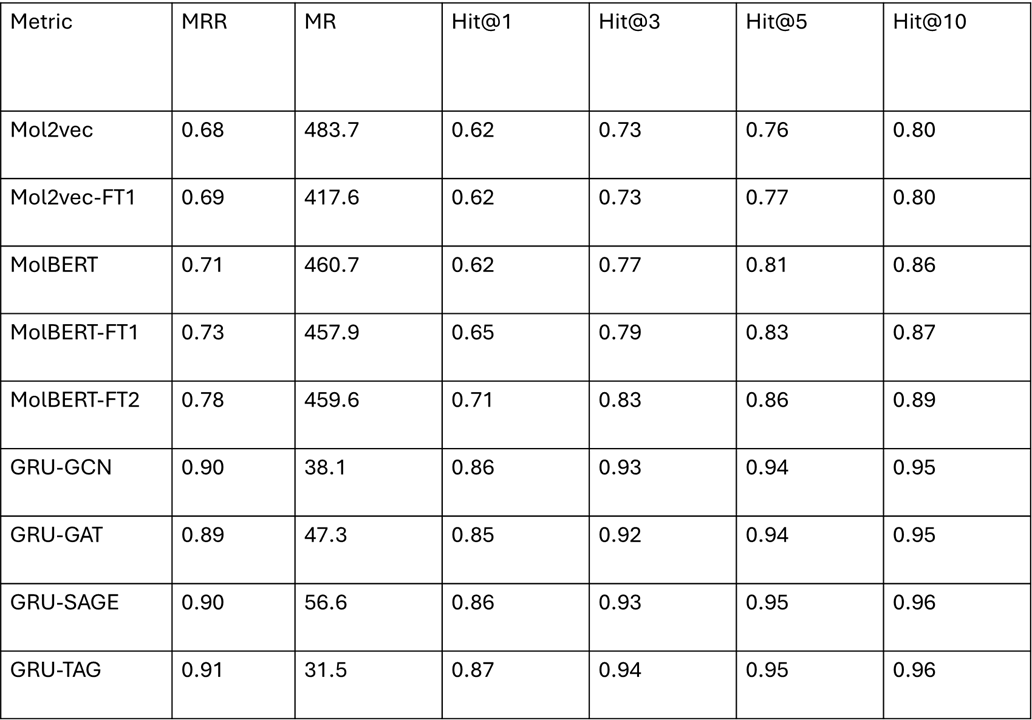 Metric MRR MR Hit@1 Hit@3 Hit@5 Hit@10
Mol2vec 0.68 483.7 0.62 0.73 0.76 0.80
Mol2vec-FT1 0.69 417.6 0.62 0.73 0.77 0.80
MolBERT 0.71 460.7 0.62 0.77 0.81 0.86
MolBERT-FT1 0.73 457.9 0.65 0.79 0.83 0.87
MolBERT-FT2 0.78 459.6 0.71 0.83 0.86 0.89
GRU-GCN 0.90 38.1 0.86 0.93 0.94 0.95
GRU-GAT 0.89 47.3 0.85 0.92 0.94 0.95
GRU-SAGE 0.90 56.6 0.86 0.93 0.95 0.96
GRU-TAG 0.91 31.5 0.87 0.94 0.95 0.96